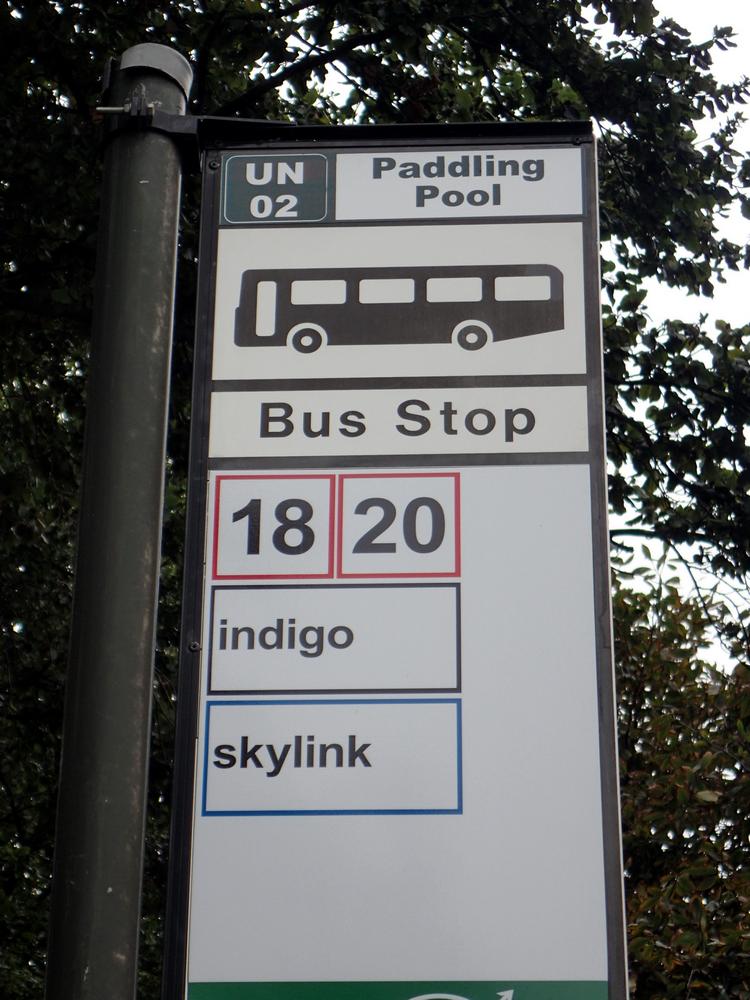 UN
02
Paddling
Pool
Bus Stop
18 20
indigo
skylink